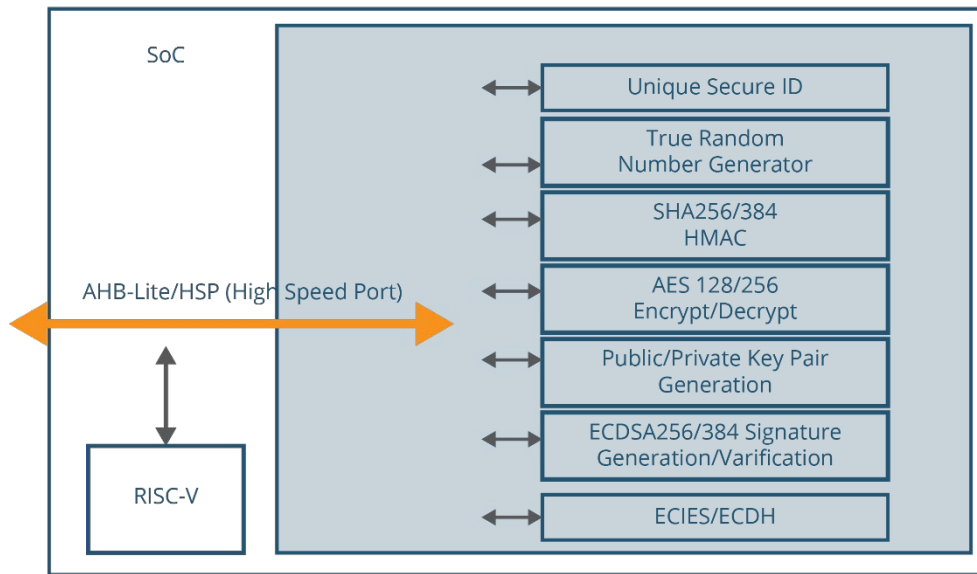 SoC
Unique Secure ID
True Random
Number Generator
SHA256/384
HMAC
AHB-Lite/HSP (High Speed Port)
AES 128/256
Encrypt/Decrypt
Public/Private Key Pair
Generation
ECDSA256/384 Signature
Generation/Varification
RISC-V
ECIES/ECDH